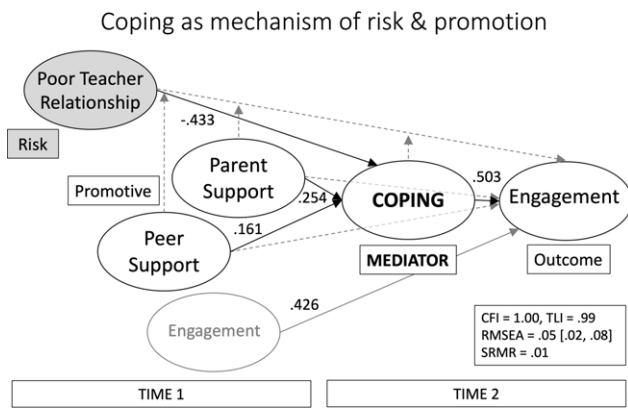 Coping as mechanism of risk & promotion
Poor Teacher
Relationship
Risk
-.433
Parent
Support
Promotive
.254
COPING
.503
Engagement
Peer
Support
.161
MEDIATOR
Outcome
.426
Engagement
CFI = 1.00, TLI = .99
RMSEA = .05 [.02, .08]
SRMR = .01
TIME 1
TIME 2